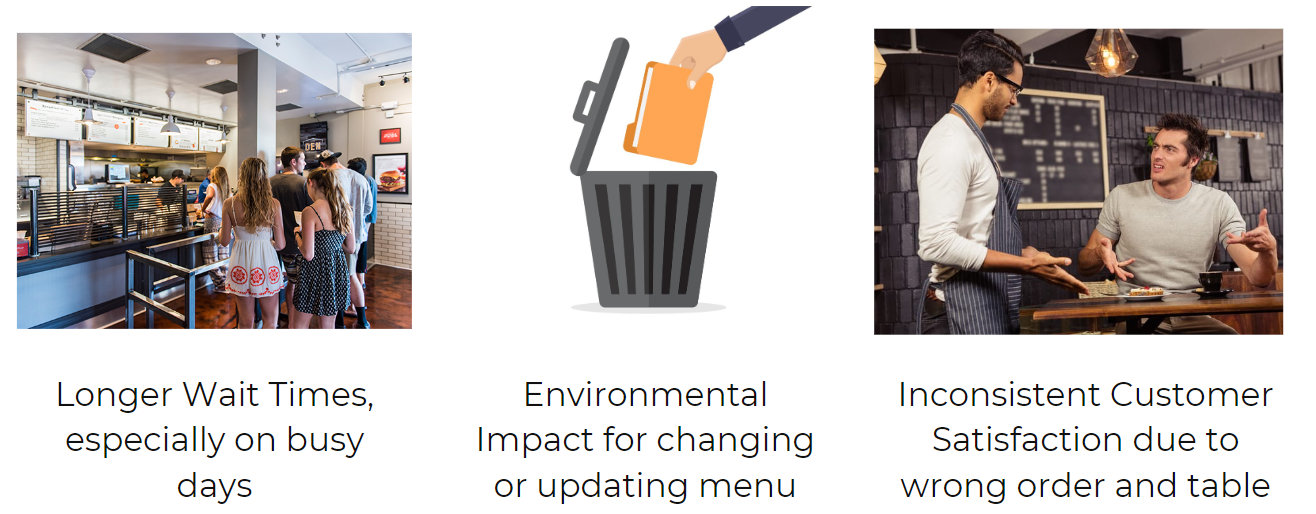 Longer Wait Times,
especially on busy
days
Environmental
Impact for changing
or updating menu
Inconsistent Customer
Satisfaction due to
wrong order and table